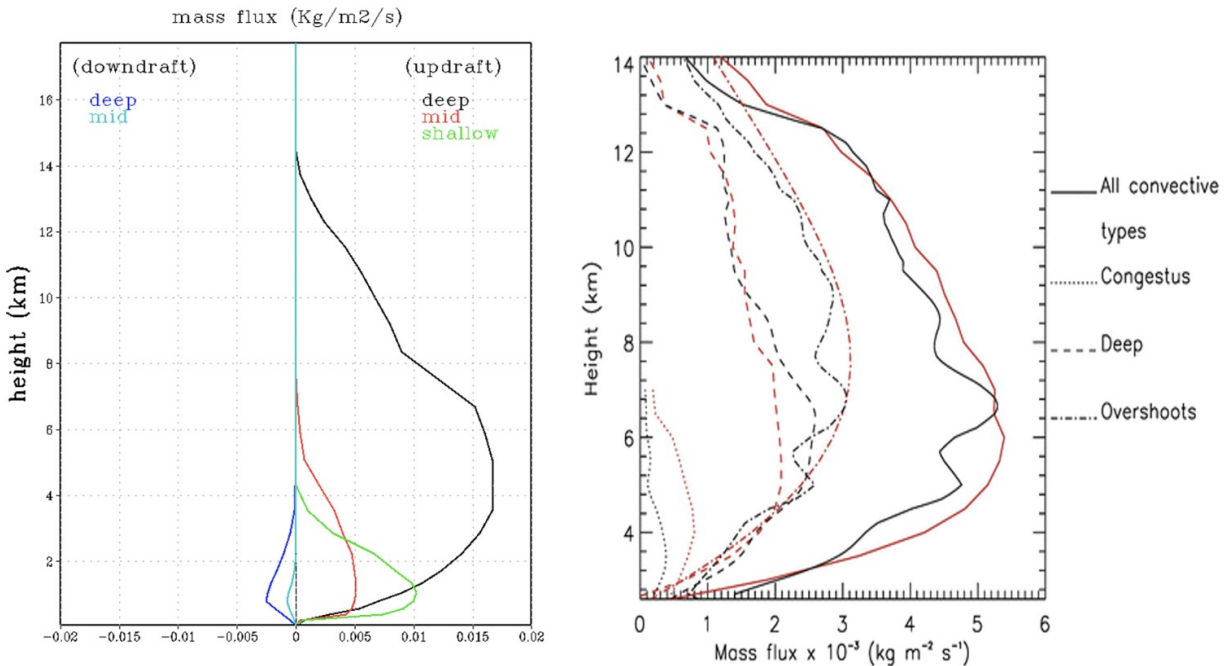 mass flux (Kg/m2/s)
(downdraft) (updraft)
deep deep
mid mid
shallow
height (km)
16
14
12
10
8
6
4
2
-0.02 -0.015 -0.01 -0.005 0 0.005 0.01 0.015 0.02
14
12
10
8
6
4
Height (km)
0 1 2 3 4 5 6
Mass flux x 10⁻³ (kg m⁻² s⁻¹)
All convective
types
Congestus
Deep
Overshoots